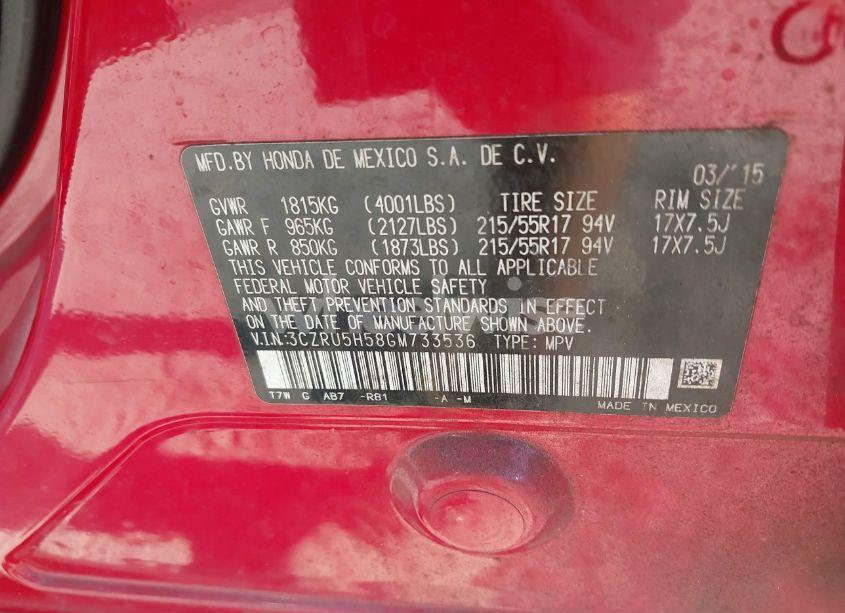 MFD.BY HONDA DE MEXICO S.A. DE C.V.
03/'15
GVWR 1815KG (4001LBS) TIRE SIZE RIM SIZE
GAWR F 965KG (2127LBS) 215/55R17 94V 17X7.5J
GAWR R 850KG (1873LBS) 215/55R17 94V 17X7.5J
THIS VEHICLE CONFORMS TO ALL APPLICABLE
FEDERAL MOTOR VEHICLE SAFETY
AND THEFT PREVENTION STANDARDS IN EFFECT
ON THE DATE OF MANUFACTURE SHOWN ABOVE.
V.I.N:3CZRU5H58GM733536 TYPE: MPV
T7W G AB7 -R81 -A -M
MADE IN MEXICO